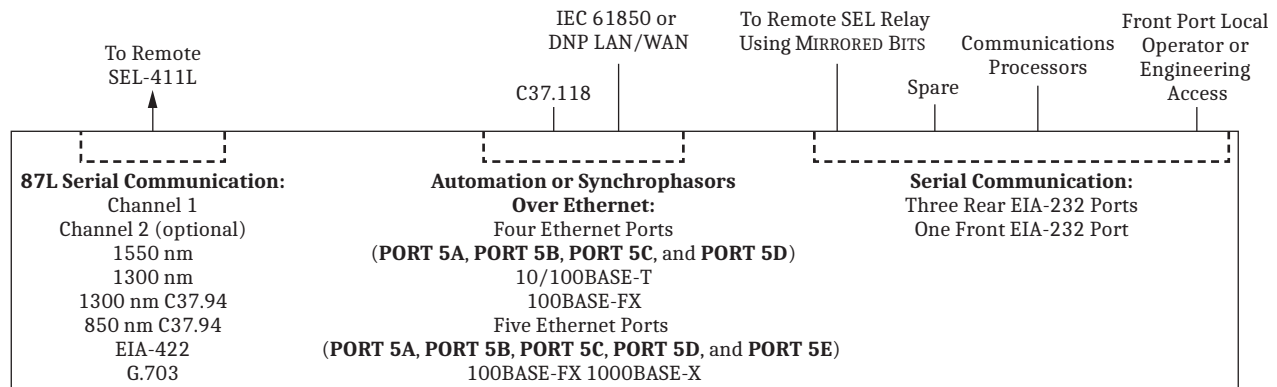 To Remote
SEL-411L
C37.118
IEC 61850 or
DNP LAN/WAN
To Remote SEL Relay
Using MIRRORED BITS
Spare
Communications
Processors
Front Port Local
Operator or
Engineering
Access
87L Serial Communication:
Channel 1
Channel 2 (optional)
1550 nm
1300 nm
1300 nm C37.94
850 nm C37.94
EIA-422
G.703
Automation or Synchrophasors
Over Ethernet:
Four Ethernet Ports
(PORT 5A, PORT 5B, PORT 5C, and PORT 5D)
10/100BASE-T
100BASE-FX
Five Ethernet Ports
(PORT 5A, PORT 5B, PORT 5C, PORT 5D, and PORT 5E)
100BASE-FX 1000BASE-X
Serial Communication:
Three Rear EIA-232 Ports
One Front EIA-232 Port